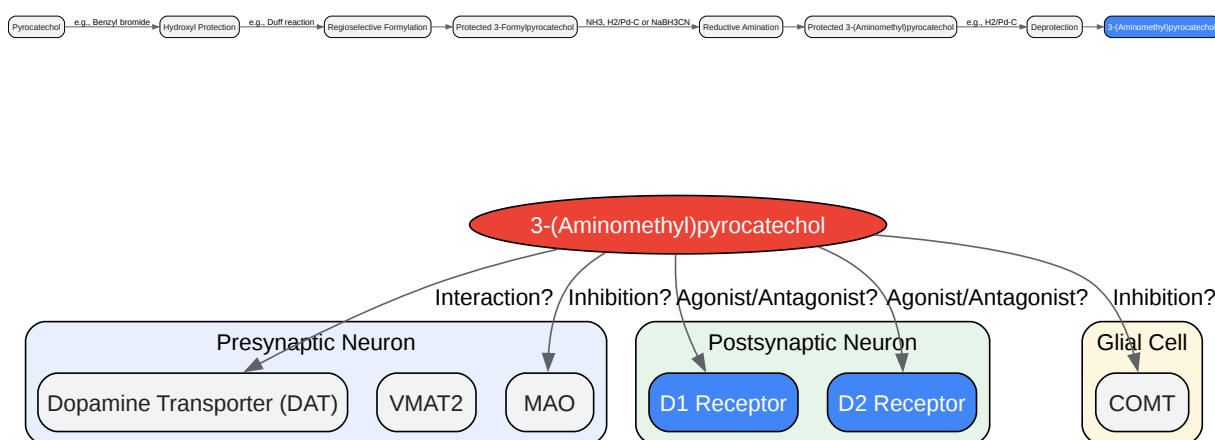 Pyrocatechol
e.g., Benzyl bromide
Hydroxyl Protection
e.g., Duff reaction
Regioselective Formylation
Protected 3-Formylpyrocatechol
NH3, H2/Pd-C or NaBH3CN
Reductive Amination
Protected 3-(Aminomethyl)pyrocatechol
e.g., H2/Pd-C
Deprotection
3-(Aminomethyl)pyrocatechol
3-(Aminomethyl)pyrocatechol
Interaction?
Inhibition?
Agonist/Antagonist?
Agonist/Antagonist?
Inhibition?
Presynaptic Neuron
Postsynaptic Neuron
Glial Cell
Dopamine Transporter (DAT)
VMAT2
MAO
D1 Receptor
D2 Receptor
COMT